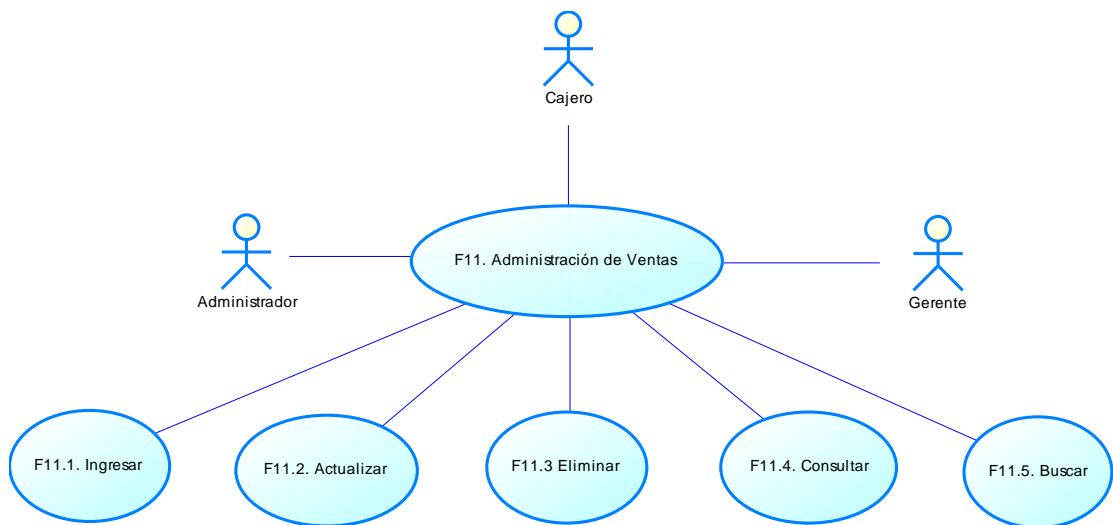 Cajero
F11. Administración de Ventas
Administrador
Gerente
F11.1. Ingresar
F11.2. Actualizar
F11.3 Eliminar
F11.4. Consultar
F11.5. Buscar